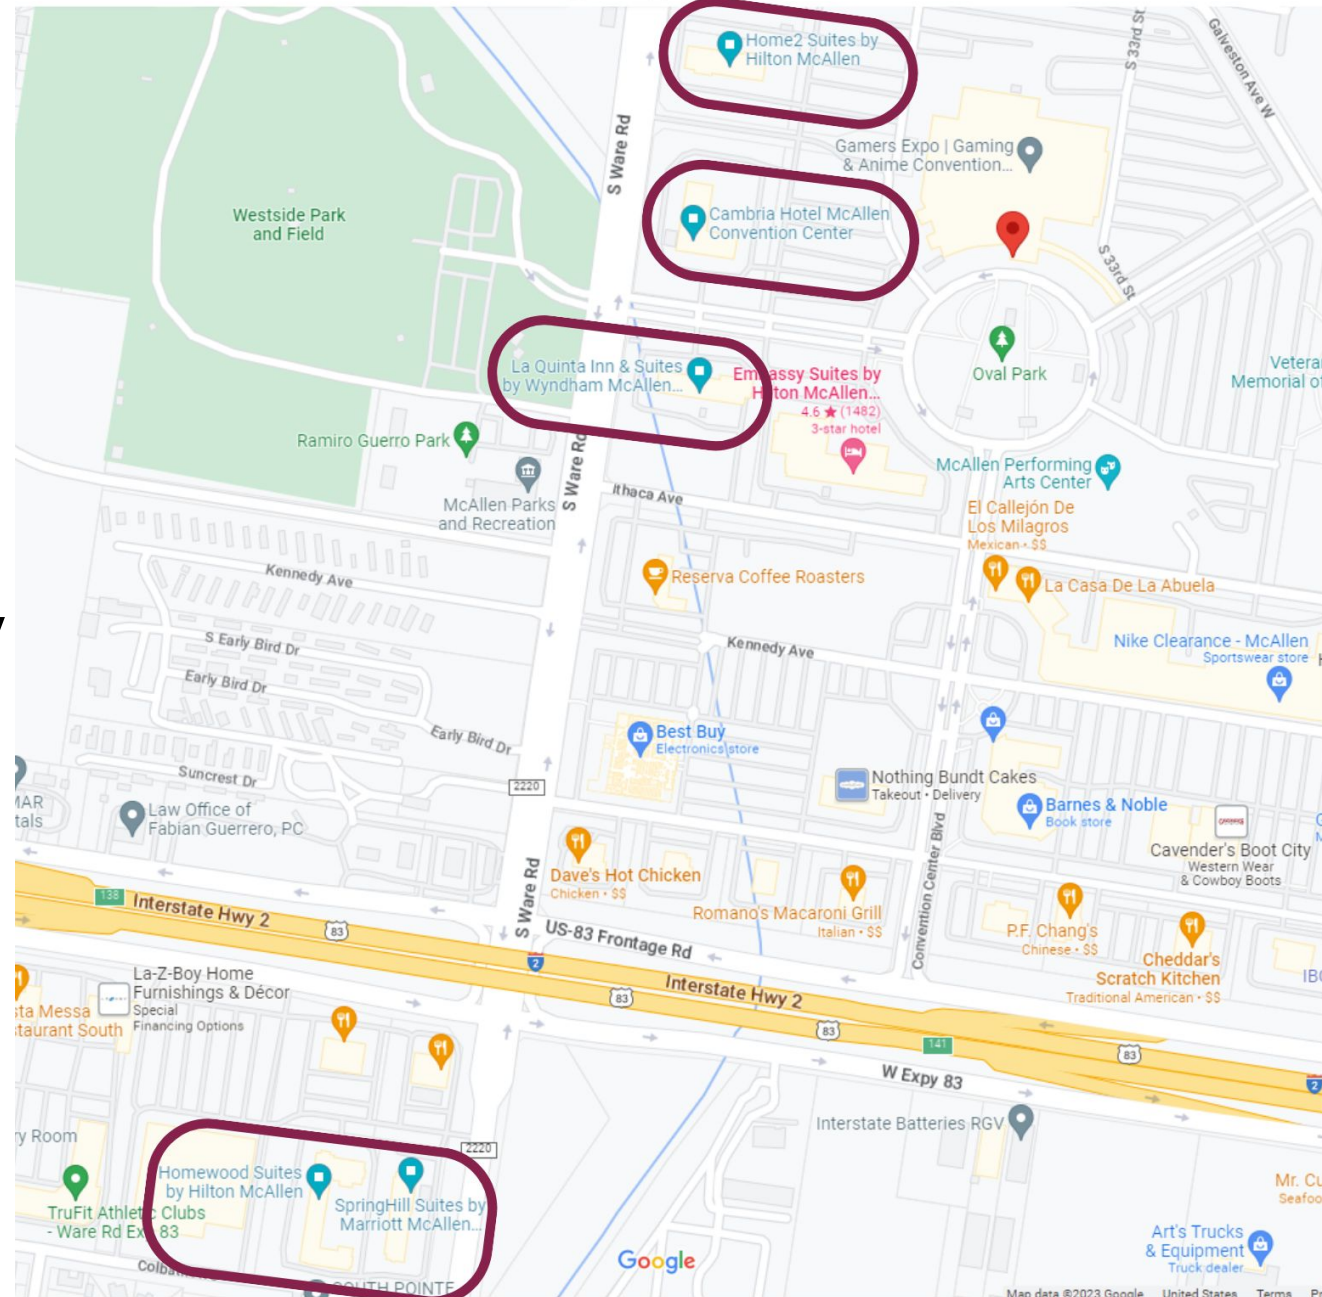 Home2 Suites by
Hilton McAllen
S 33rd St
Galveston Ave W
S Ware Rd
Gamers Expo | Gaming
& Anime Convention...
Westside Park
and Field
Cambria Hotel McAllen
Convention Center
S 33rd St
La Quinta Inn & Suites
by Wyndham McAllen...
Embassy Suites by
Hilton McAllen...
4.6 ★ (1482)
3-star hotel
Oval Park
Memorial of
Ramiro Guerro Park
McAllen Parks
and Recreation
S Ware Rd
Ithaca Ave
McAllen Performing
Arts Center
El Callejón De
Los Milagros
Mexican • $$
La Casa De La Abuela
Reserva Coffee Roasters
Kennedy Ave
S Early Bird Dr
Early Bird Dr
Early Bird Dr
Kennedy Ave
Nike Clearance - McAllen
Sportswear store
Best Buy
Electronics store
Suncrest Dr
2220
Nothing Bundt Cakes
Takeout • Delivery
Law Office of
Fabian Guerrero, PC
Barnes & Noble
Book store
Cavender's Boot City
Western Wear
& Cowboy Boots
Dave's Hot Chicken
Chicken • $$
S Ware Rd
Convention Center Blvd
Romano's Macaroni Grill
Italian • $$
138
Interstate Hwy 2
83
US-83 Frontage Rd
P.F. Chang's
Chinese • $$
Cheddar's
Scratch Kitchen
Traditional American • $$
2
La-Z-Boy Home
Furnishings & Décor
Special
Financing Options
Messa
South
83
Interstate Hwy 2
83
141
83
2
W Expy 83
Interstate Batteries RGV
Room
2220
Homewood Suites
by Hilton McAllen
SpringHill Suites by
Marriott McAllen...
TruFit Athletic Clubs
- Ware Rd Exp 83
SOUTH POINTE
Mr.
Art's Trucks
& Equipment
Truck dealer
Google
Map data ©2023 Google
United States
Terms